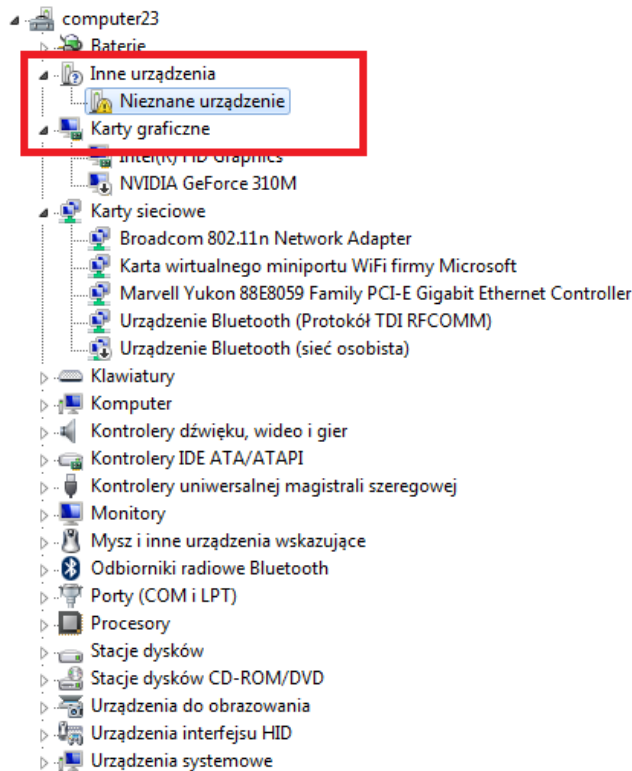 computer23
Baterie
Inne urządzenia
Nieznane urządzenie
Karty graficzne
Intel(R) HD Graphics
NVIDIA GeForce 310M
Karty sieciowe
Broadcom 802.11n Network Adapter
Karta wirtualnego miniportu WiFi firmy Microsoft
Marvell Yukon 88E8059 Family PCI-E Gigabit Ethernet Controller
Urządzenie Bluetooth (Protokół TDI RFCOMM)
Urządzenie Bluetooth (sieć osobista)
Klawiatury
Komputer
Kontrolery dźwięku, wideo i gier
Kontrolery IDE ATA/ATAPI
Kontrolery uniwersalnej magistrali szeregowej
Monitory
Mysz i inne urządzenia wskazujące
Odbiorniki radiowe Bluetooth
Porty (COM i LPT)
Procesory
Stacje dysków
Stacje dysków CD-ROM/DVD
Urządzenia do obrazowania
Urządzenia interfejsu HID
Urządzenia systemowe